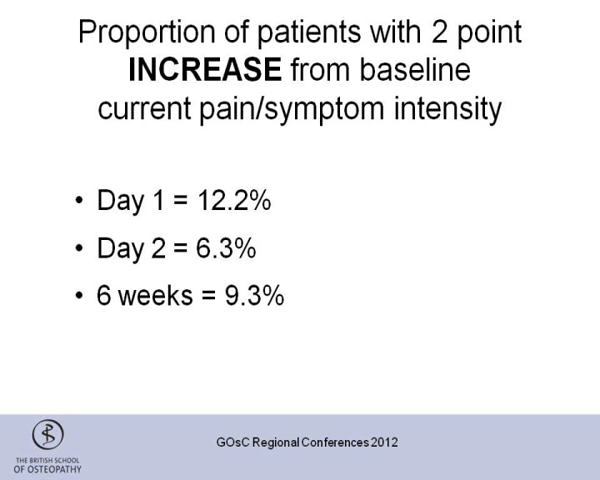 Proportion of patients with 2 point
INCREASE from baseline
current pain/symptom intensity
• Day 1 = 12.2%
• Day 2 = 6.3%
• 6 weeks = 9.3%
THE BRITISH SCHOOL
OF OSTEOPATHY
GOsC Regional Conferences 2012